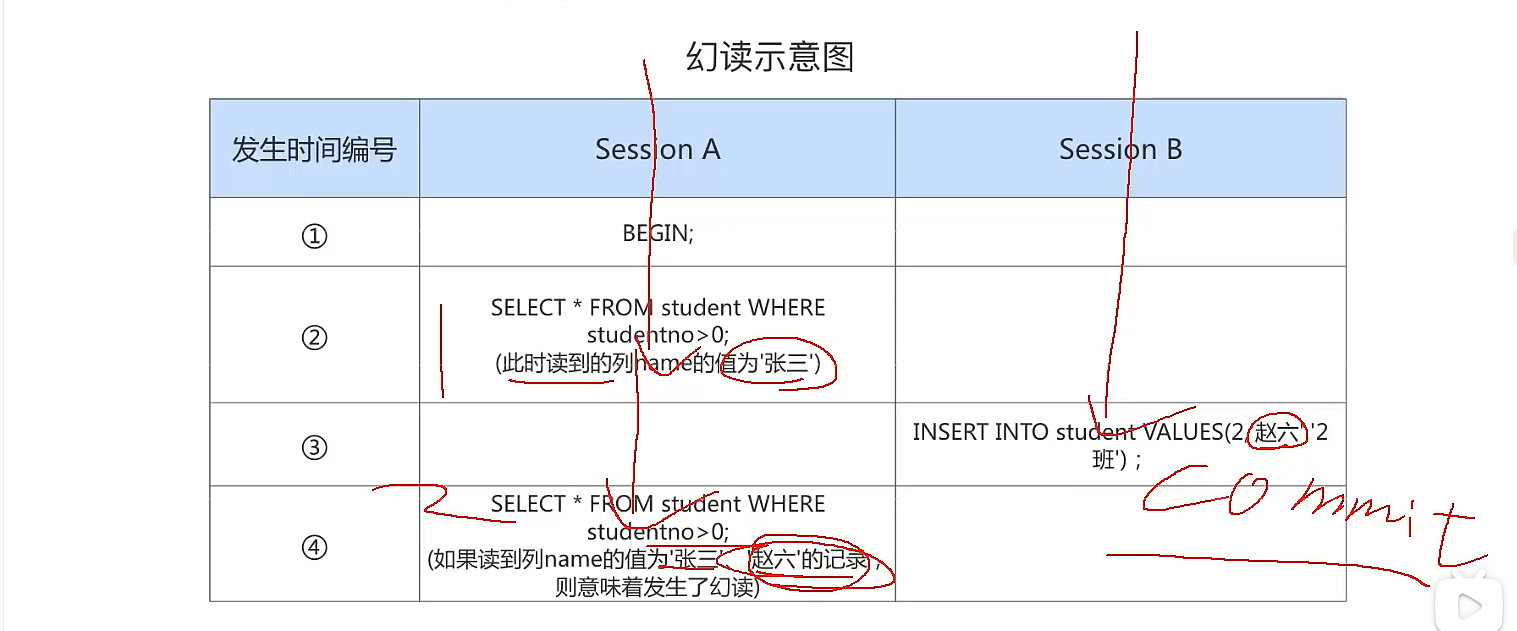 幻读示意图
发生时间编号
Session A
Session B
①
BEGIN;
②
SELECT * FROM student WHERE
studentno>0;
(此时读到的列name的值为'张三')
③
INSERT INTO student VALUES(2,'赵六','2
班') ;
④
2
SELECT * FROM student WHERE
studentno>0;
(如果读到列name的值为'张三'、'赵六'的记录,
则意味着发生了幻读)
commit